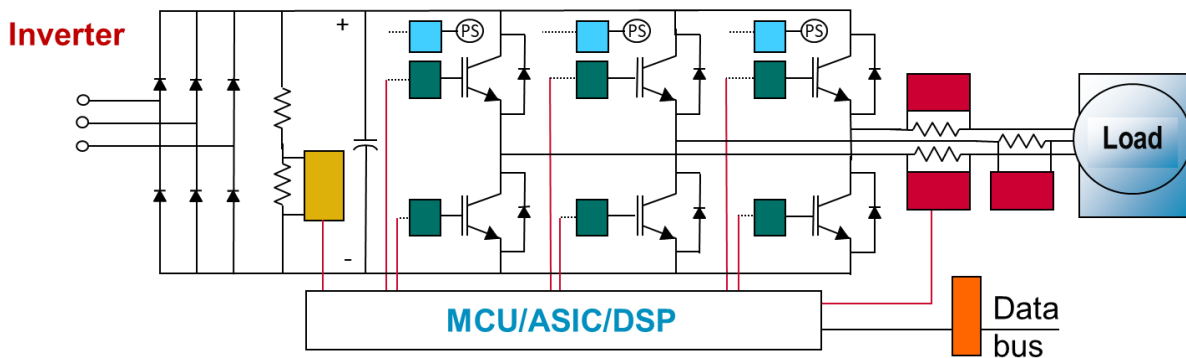 Inverter
+
PS
PS
PS
Load
-
MCU/ASIC/DSP
Data
bus